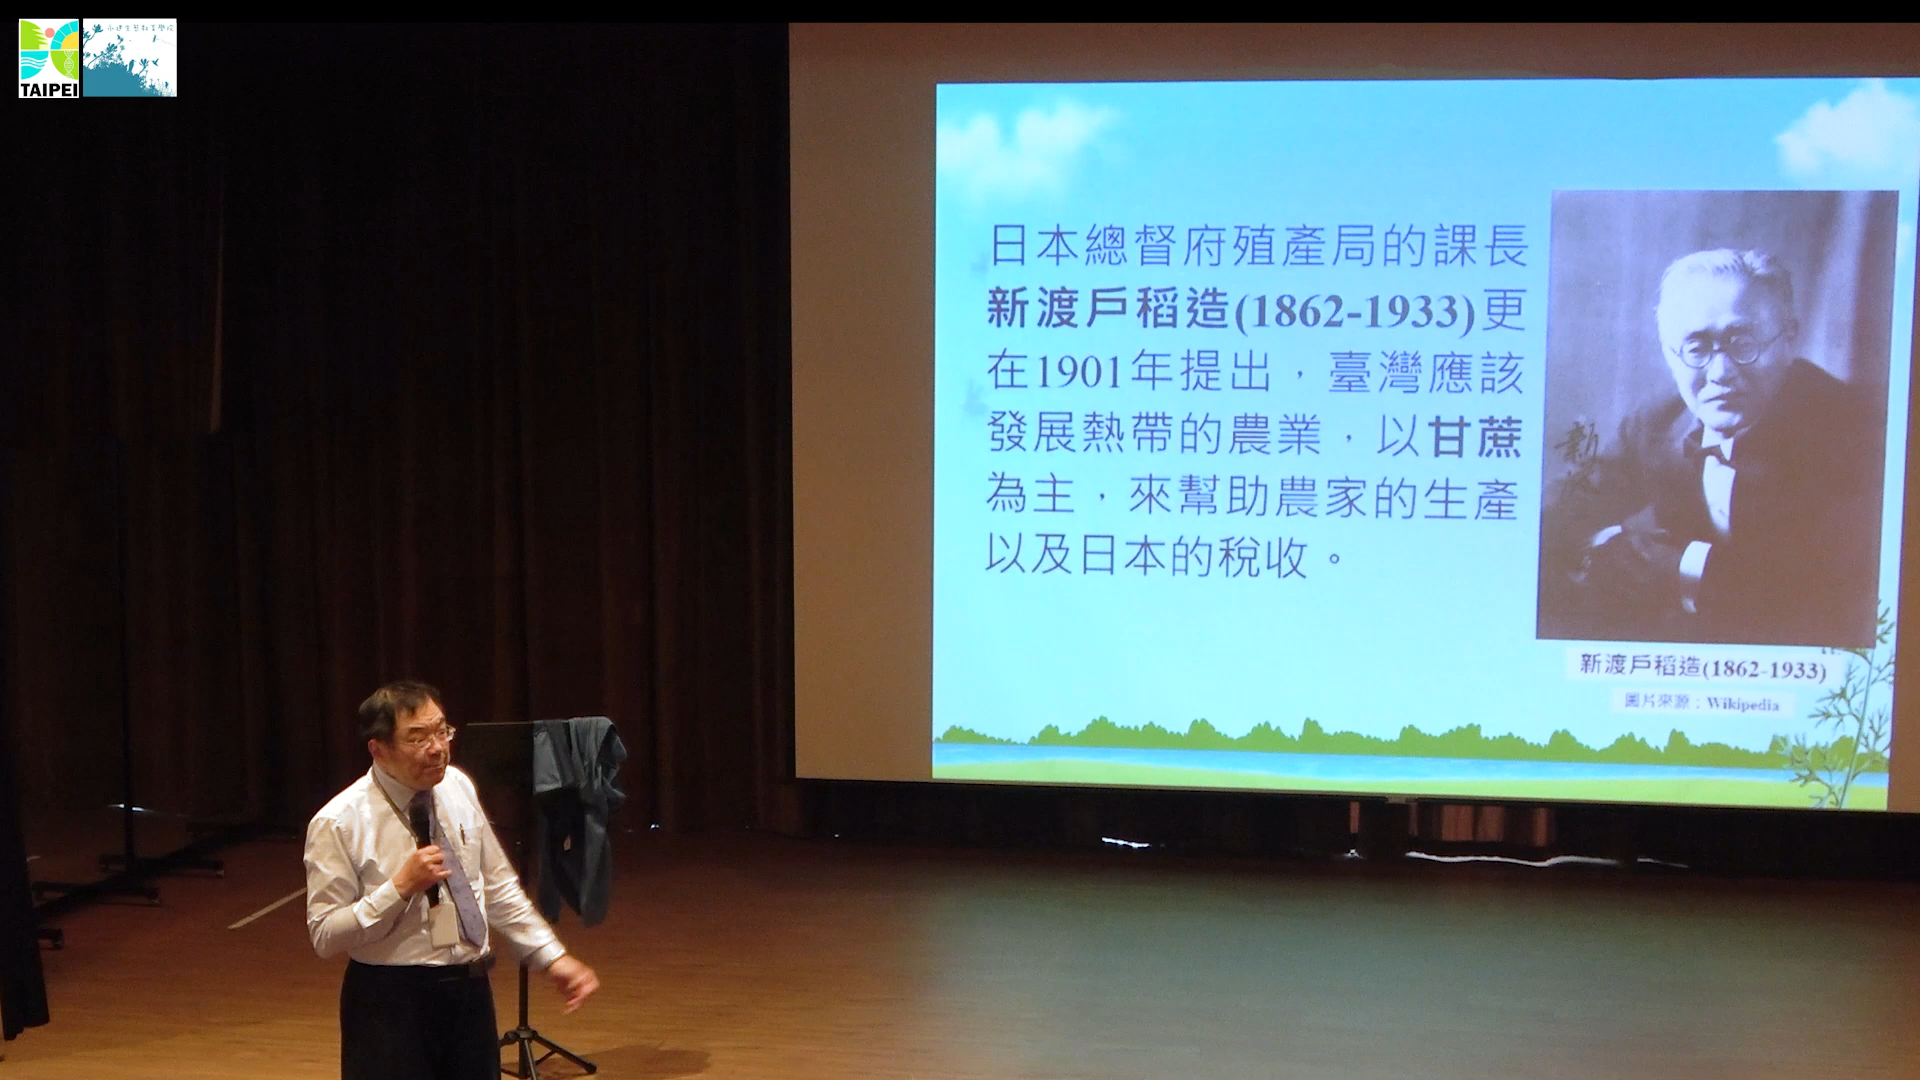 TAIPEI
日本總督府殖產局的課長
新渡戶稻造(1862-1933)更
在1901年提出，臺灣應該
發展熱帶的農業，以甘蔗
為主，來幫助農家的生產
以及日本的稅收。
新渡戶稻造(1862-1933)
圖片來源：Wikipedia